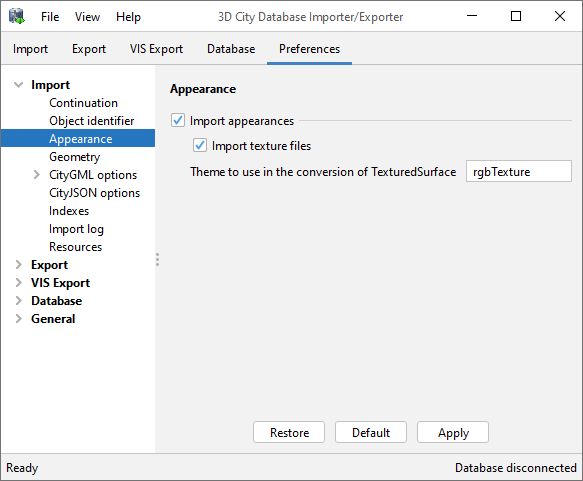 File View Help 3D City Database Importer/Exporter
Import Export VIS Export Database Preferences
Import
Continuation
Object identifier
Appearance
Geometry
CityGML options
CityJSON options
Indexes
Import log
Resources
Export
VIS Export
Database
General
Appearance
Import appearances
Import texture files
Theme to use in the conversion of TexturedSurface rgbTexture
Restore Default Apply
Ready Database disconnected